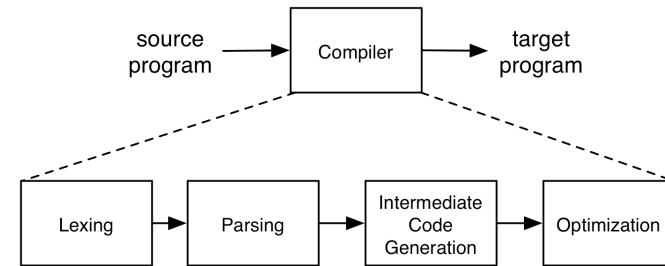 source
program
Compiler
target
program
Lexing
Parsing
Intermediate
Code
Generation
Optimization